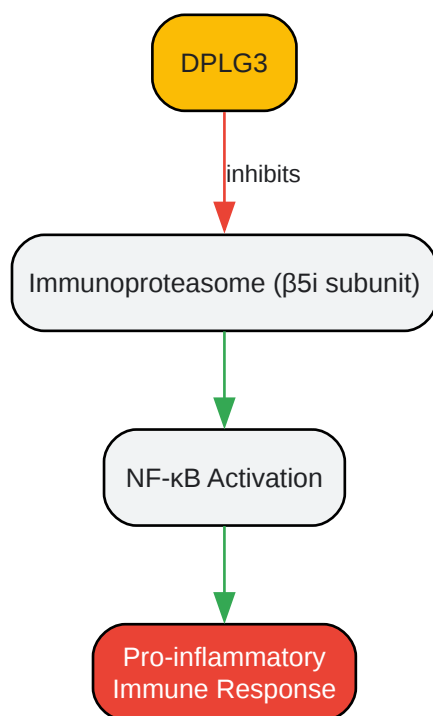 DPLG3
inhibits
Immunoproteasome (β5i subunit)
NF-κB Activation
Pro-inflammatory
Immune Response